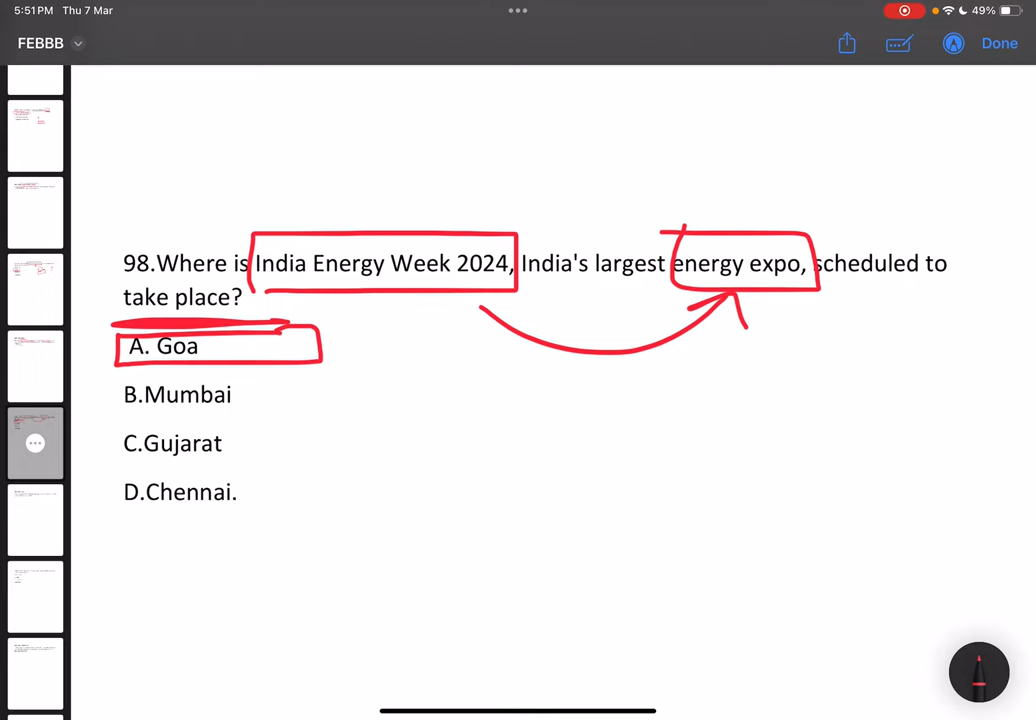 5:51 PM Thu 7 Mar
49%
FEBBB
Done
98.Where is India Energy Week 2024, India's largest energy expo, scheduled to
take place?
A. Goa
B.Mumbai
C.Gujarat
D.Chennai.